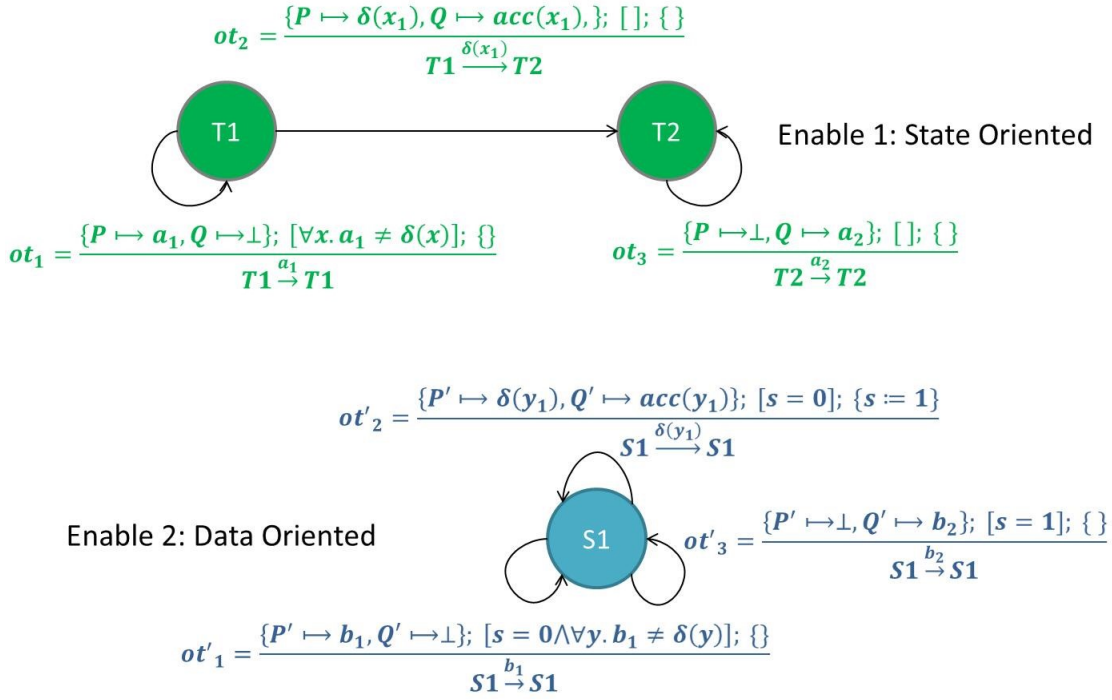 ot₂ = {P ↦ δ(x₁), Q ↦ acc(x₁),}; [ ]; { }
T1 —δ(x₁)→ T2
T1
T2
Enable 1: State Oriented
ot₁ = {P ↦ a₁, Q ↦⊥}; [∀x. a₁ ≠ δ(x)]; {}
T1 —a₁→ T1
ot₃ = {P ↦⊥, Q ↦ a₂}; [ ]; { }
T2 —a₂→ T2
ot'₂ = {P' ↦ δ(y₁), Q' ↦ acc(y₁)}; [s = 0]; {s ≔ 1}
S1 —δ(y₁)→ S1
Enable 2: Data Oriented
S1
ot'₃ = {P' ↦⊥, Q' ↦ b₂}; [s = 1]; { }
S1 —b₂→ S1
ot'₁ = {P' ↦ b₁, Q' ↦⊥}; [s = 0⋀∀y. b₁ ≠ δ(y)]; {}
S1 —b₁→ S1